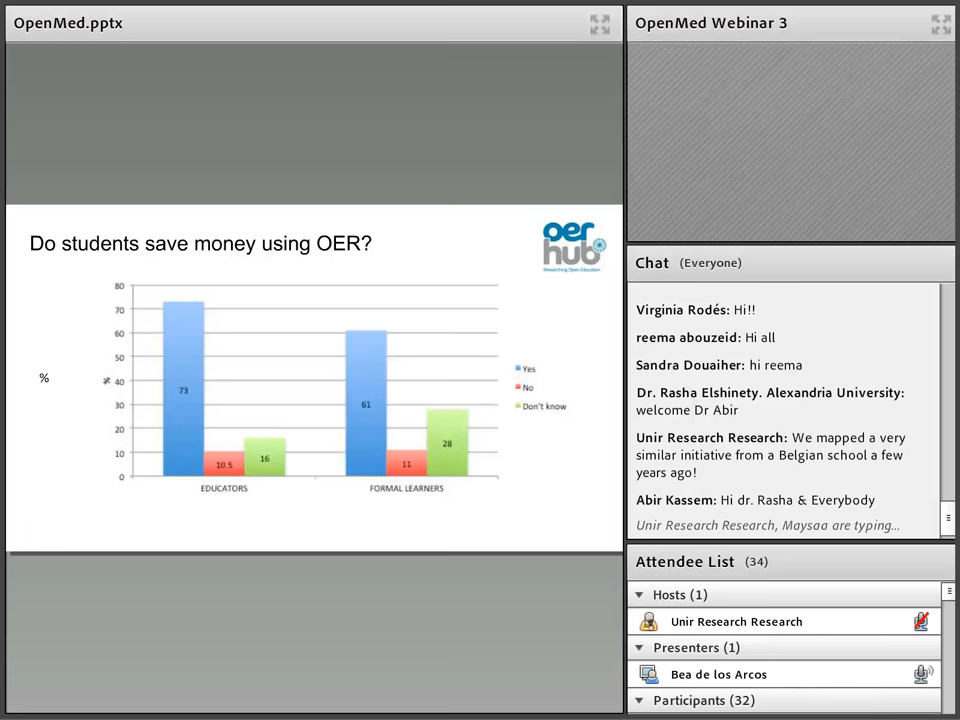 OpenMed.pptx
Do students save money using OER?
oer
hub
Researching Open Education
%
%
80
70
60
50
40
30
20
10
0
73
10.5
16
61
11
28
EDUCATORS
FORMAL LEARNERS
Yes
No
Don't know
OpenMed Webinar 3
Chat (Everyone)
Virginia Rodés: Hi!!
reema abouzeid: Hi all
Sandra Douaiher: hi reema
Dr. Rasha Elshinety. Alexandria University:
welcome Dr Abir
Unir Research Research: We mapped a very
similar initiative from a Belgian school a few
years ago!
Abir Kassem: Hi dr. Rasha & Everybody
Unir Research Research, Maysaa are typing...
Attendee List (34)
Hosts (1)
Unir Research Research
Presenters (1)
Bea de los Arcos
Participants (32)